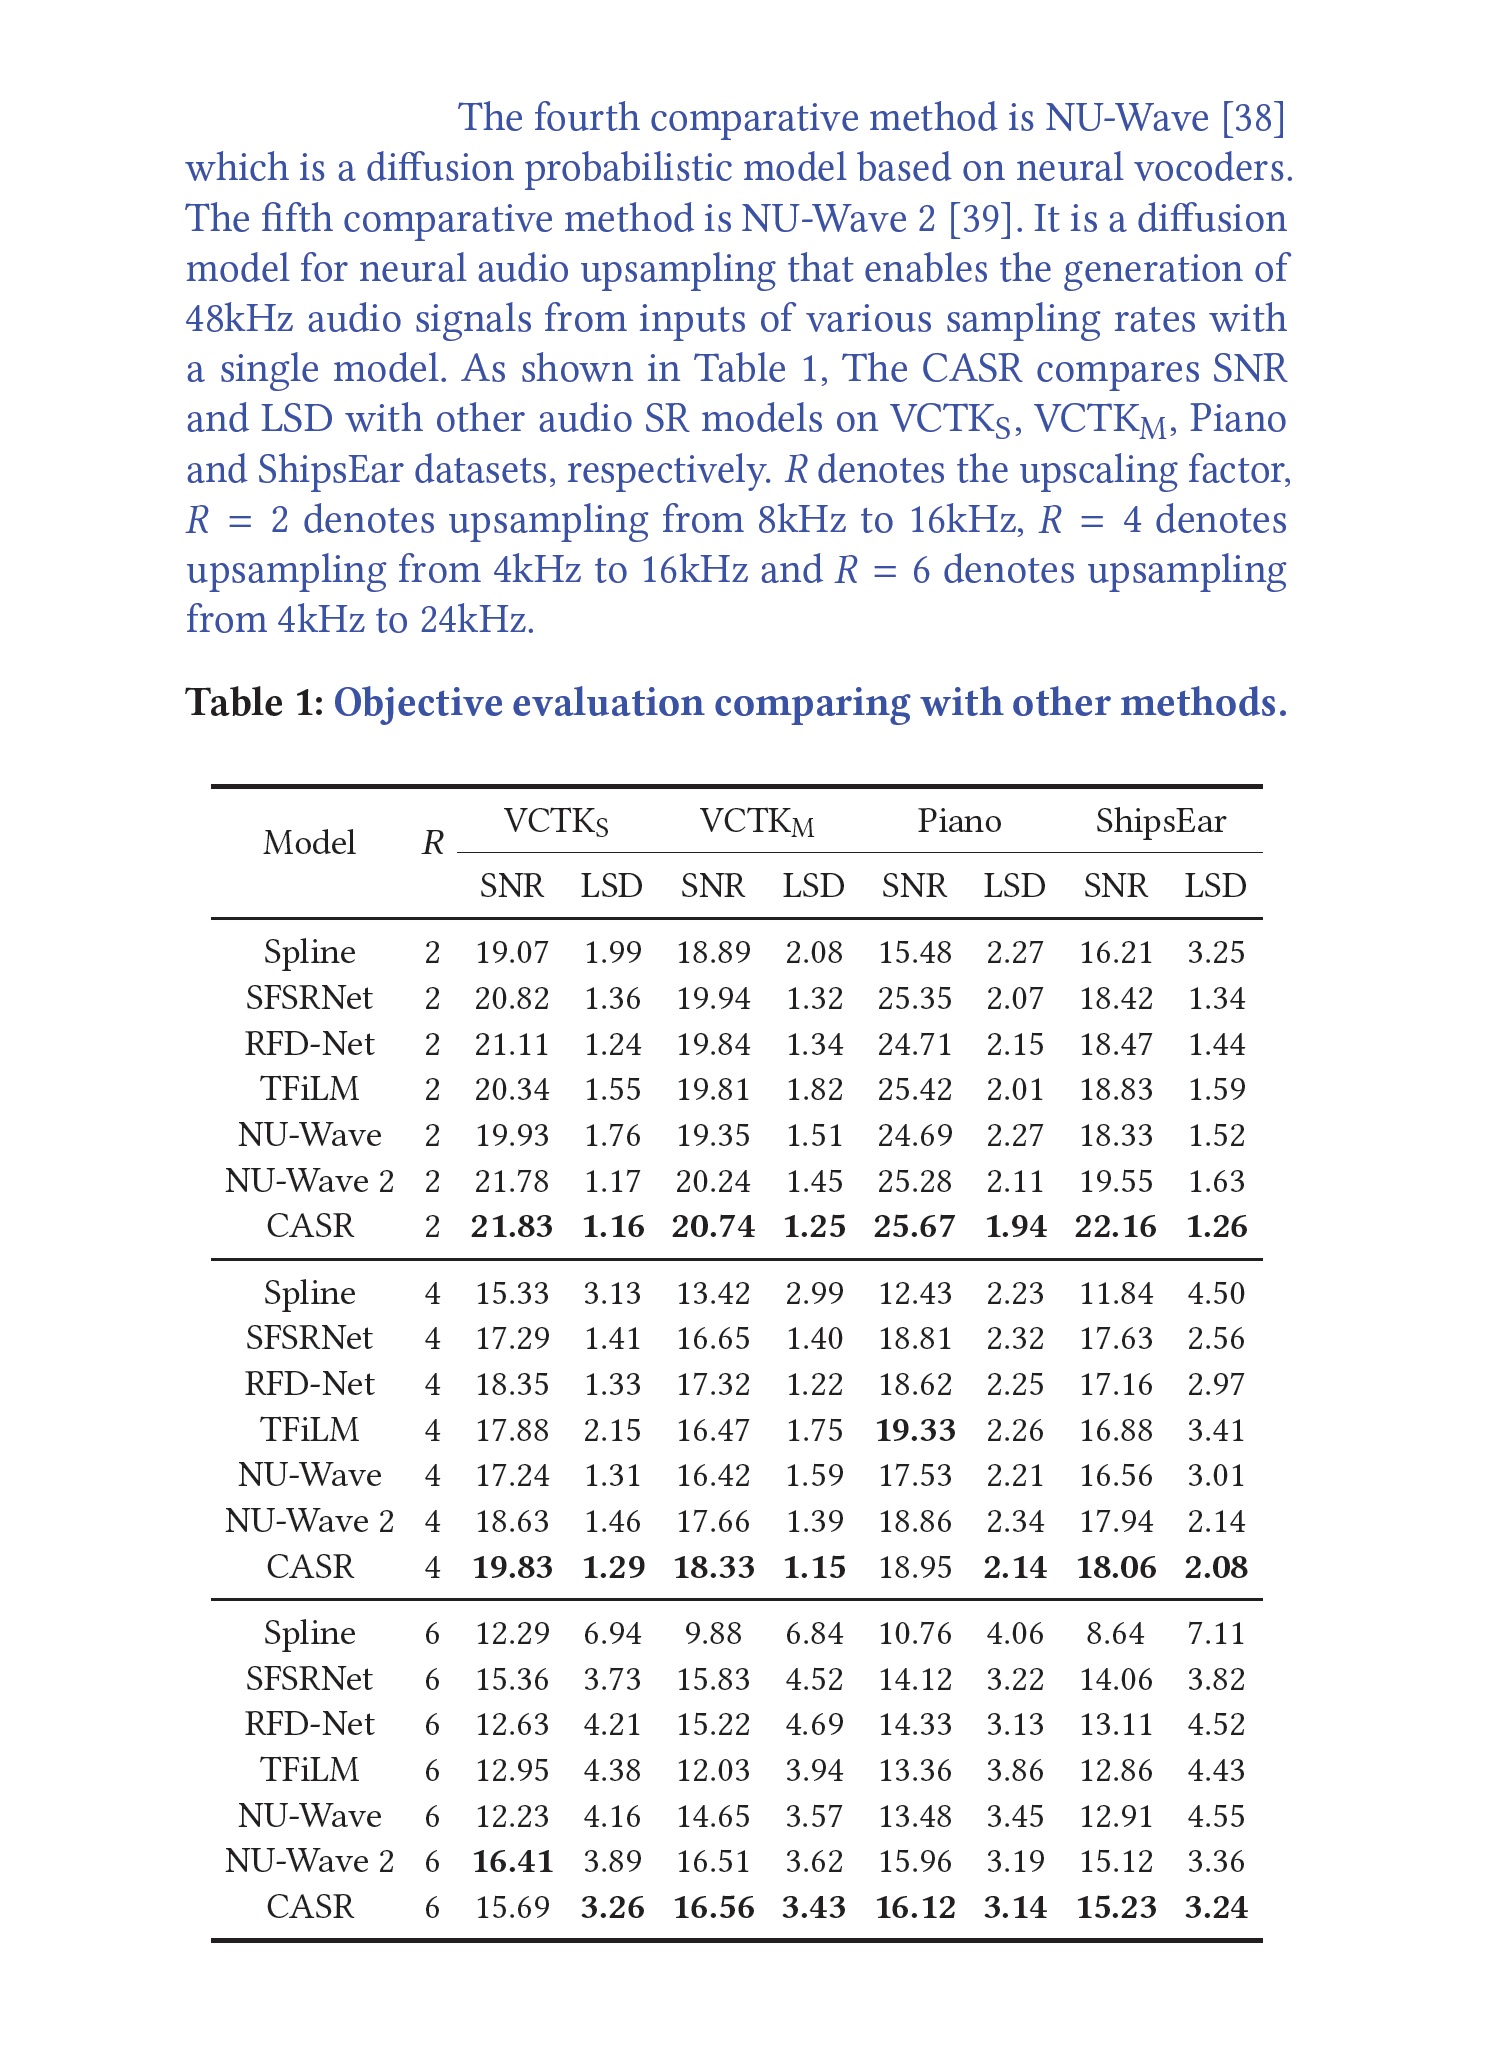 The fourth comparative method is NU-Wave [38]
which is a diffusion probabilistic model based on neural vocoders.
The fifth comparative method is NU-Wave 2 [39]. It is a diffusion
model for neural audio upsampling that enables the generation of
48kHz audio signals from inputs of various sampling rates with
a single model. As shown in Table 1, The CASR compares SNR
and LSD with other audio SR models on VCTKS, VCTKM, Piano
and ShipsEar datasets, respectively. R denotes the upscaling factor,
R = 2 denotes upsampling from 8kHz to 16kHz, R = 4 denotes
upsampling from 4kHz to 16kHz and R = 6 denotes upsampling
from 4kHz to 24kHz.
Table 1: Objective evaluation comparing with other methods.
Model R VCTKS VCTKM Piano ShipsEar
SNR LSD SNR LSD SNR LSD SNR LSD
Spline 2 19.07 1.99 18.89 2.08 15.48 2.27 16.21 3.25
SFSRNet 2 20.82 1.36 19.94 1.32 25.35 2.07 18.42 1.34
RFD-Net 2 21.11 1.24 19.84 1.34 24.71 2.15 18.47 1.44
TFiLM 2 20.34 1.55 19.81 1.82 25.42 2.01 18.83 1.59
NU-Wave 2 19.93 1.76 19.35 1.51 24.69 2.27 18.33 1.52
NU-Wave 2 2 21.78 1.17 20.24 1.45 25.28 2.11 19.55 1.63
CASR 2 21.83 1.16 20.74 1.25 25.67 1.94 22.16 1.26
Spline 4 15.33 3.13 13.42 2.99 12.43 2.23 11.84 4.50
SFSRNet 4 17.29 1.41 16.65 1.40 18.81 2.32 17.63 2.56
RFD-Net 4 18.35 1.33 17.32 1.22 18.62 2.25 17.16 2.97
TFiLM 4 17.88 2.15 16.47 1.75 19.33 2.26 16.88 3.41
NU-Wave 4 17.24 1.31 16.42 1.59 17.53 2.21 16.56 3.01
NU-Wave 2 4 18.63 1.46 17.66 1.39 18.86 2.34 17.94 2.14
CASR 4 19.83 1.29 18.33 1.15 18.95 2.14 18.06 2.08
Spline 6 12.29 6.94 9.88 6.84 10.76 4.06 8.64 7.11
SFSRNet 6 15.36 3.73 15.83 4.52 14.12 3.22 14.06 3.82
RFD-Net 6 12.63 4.21 15.22 4.69 14.33 3.13 13.11 4.52
TFiLM 6 12.95 4.38 12.03 3.94 13.36 3.86 12.86 4.43
NU-Wave 6 12.23 4.16 14.65 3.57 13.48 3.45 12.91 4.55
NU-Wave 2 6 16.41 3.89 16.51 3.62 15.96 3.19 15.12 3.36
CASR 6 15.69 3.26 16.56 3.43 16.12 3.14 15.23 3.24